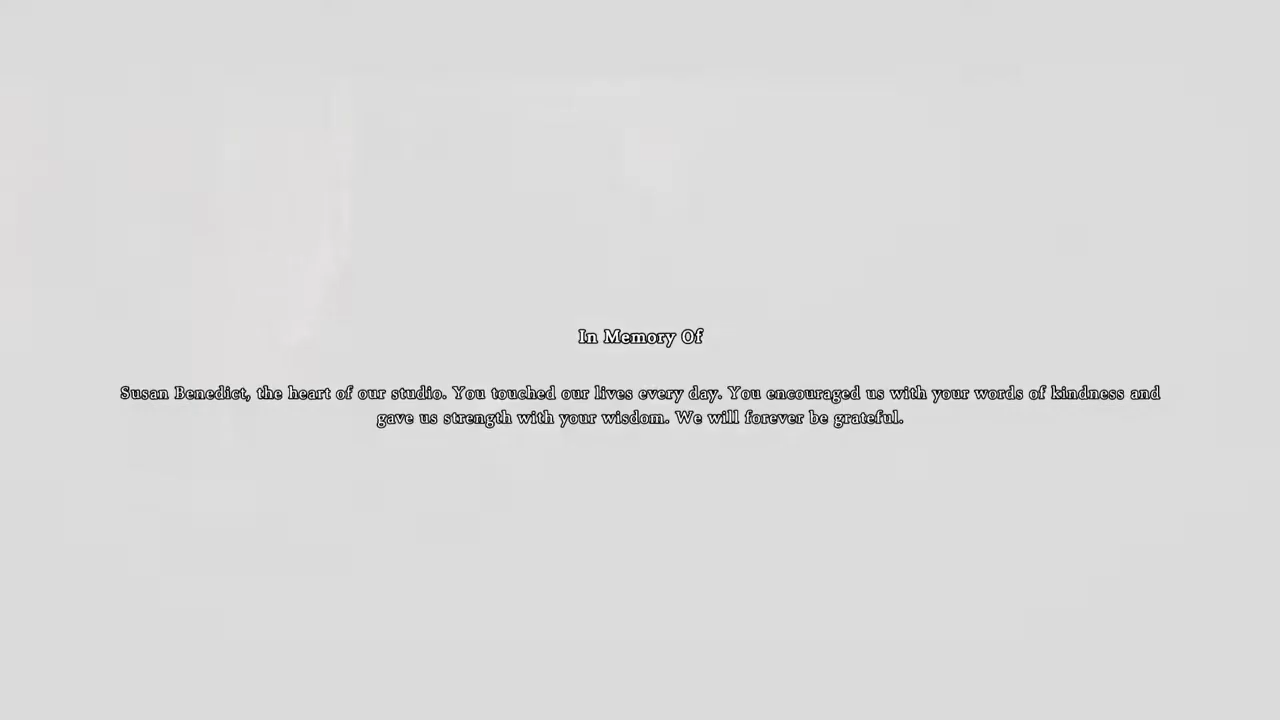 In Memory Of
Susan Benedict, the heart of our studio. You touched our lives every day. You encouraged us with your words of kindness and
gave us strength with your wisdom. We will forever be grateful.